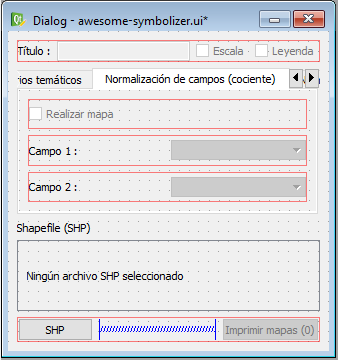 Dialog - awesome-symbolizer.ui*
Título : Escala Leyenda
rios temáticos Normalización de campos (cociente)
Realizar mapa
Campo 1 :
Campo 2 :
Shapefile (SHP)
Ningún archivo SHP seleccionado
SHP Imprimir mapas (0)